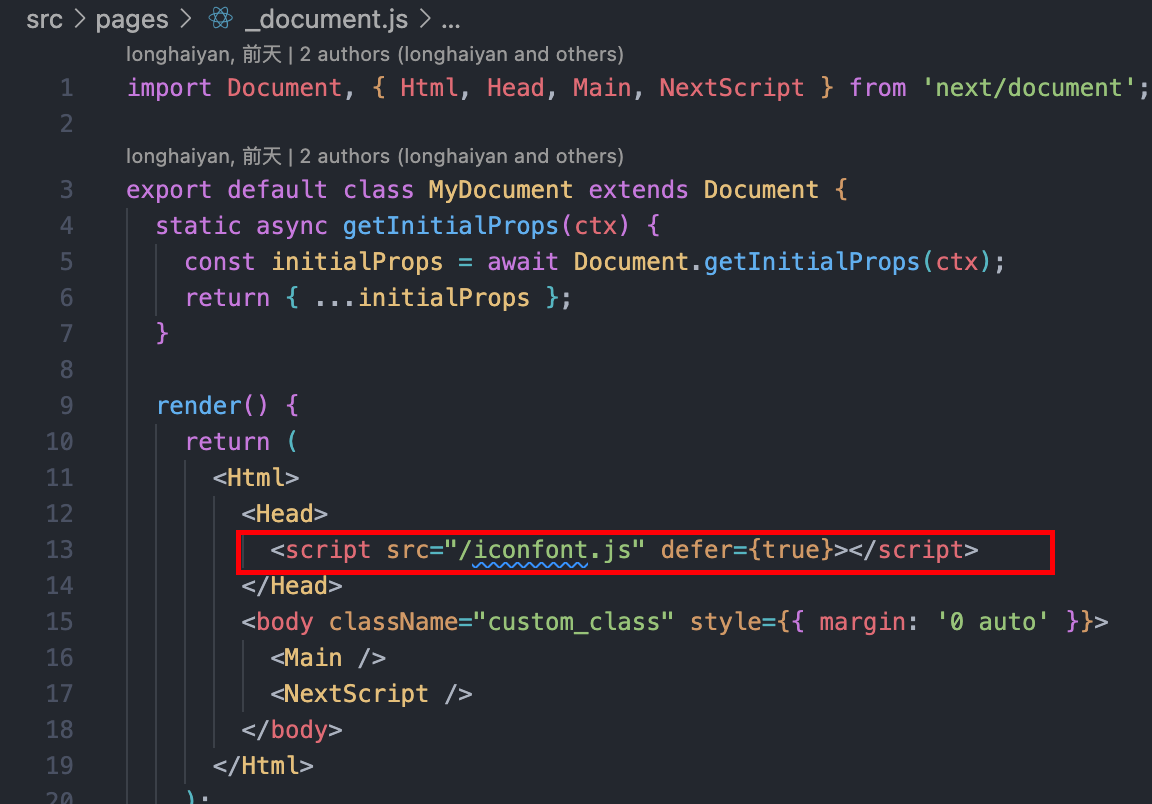 src > pages > _document.js > ...
longhaiyan, 前天 | 2 authors (longhaiyan and others)
1 import Document, { Html, Head, Main, NextScript } from 'next/document';
2
longhaiyan, 前天 | 2 authors (longhaiyan and others)
3 export default class MyDocument extends Document {
4 static async getInitialProps(ctx) {
5 const initialProps = await Document.getInitialProps(ctx);
6 return { ...initialProps };
7 }
8
9 render() {
10 return (
11 <Html>
12 <Head>
13 <script src="/iconfont.js" defer={true}></script>
14 </Head>
15 <body className="custom_class" style={{ margin: '0 auto' }}>
16 <Main />
17 <NextScript />
18 </body>
19 </Html>
20 );